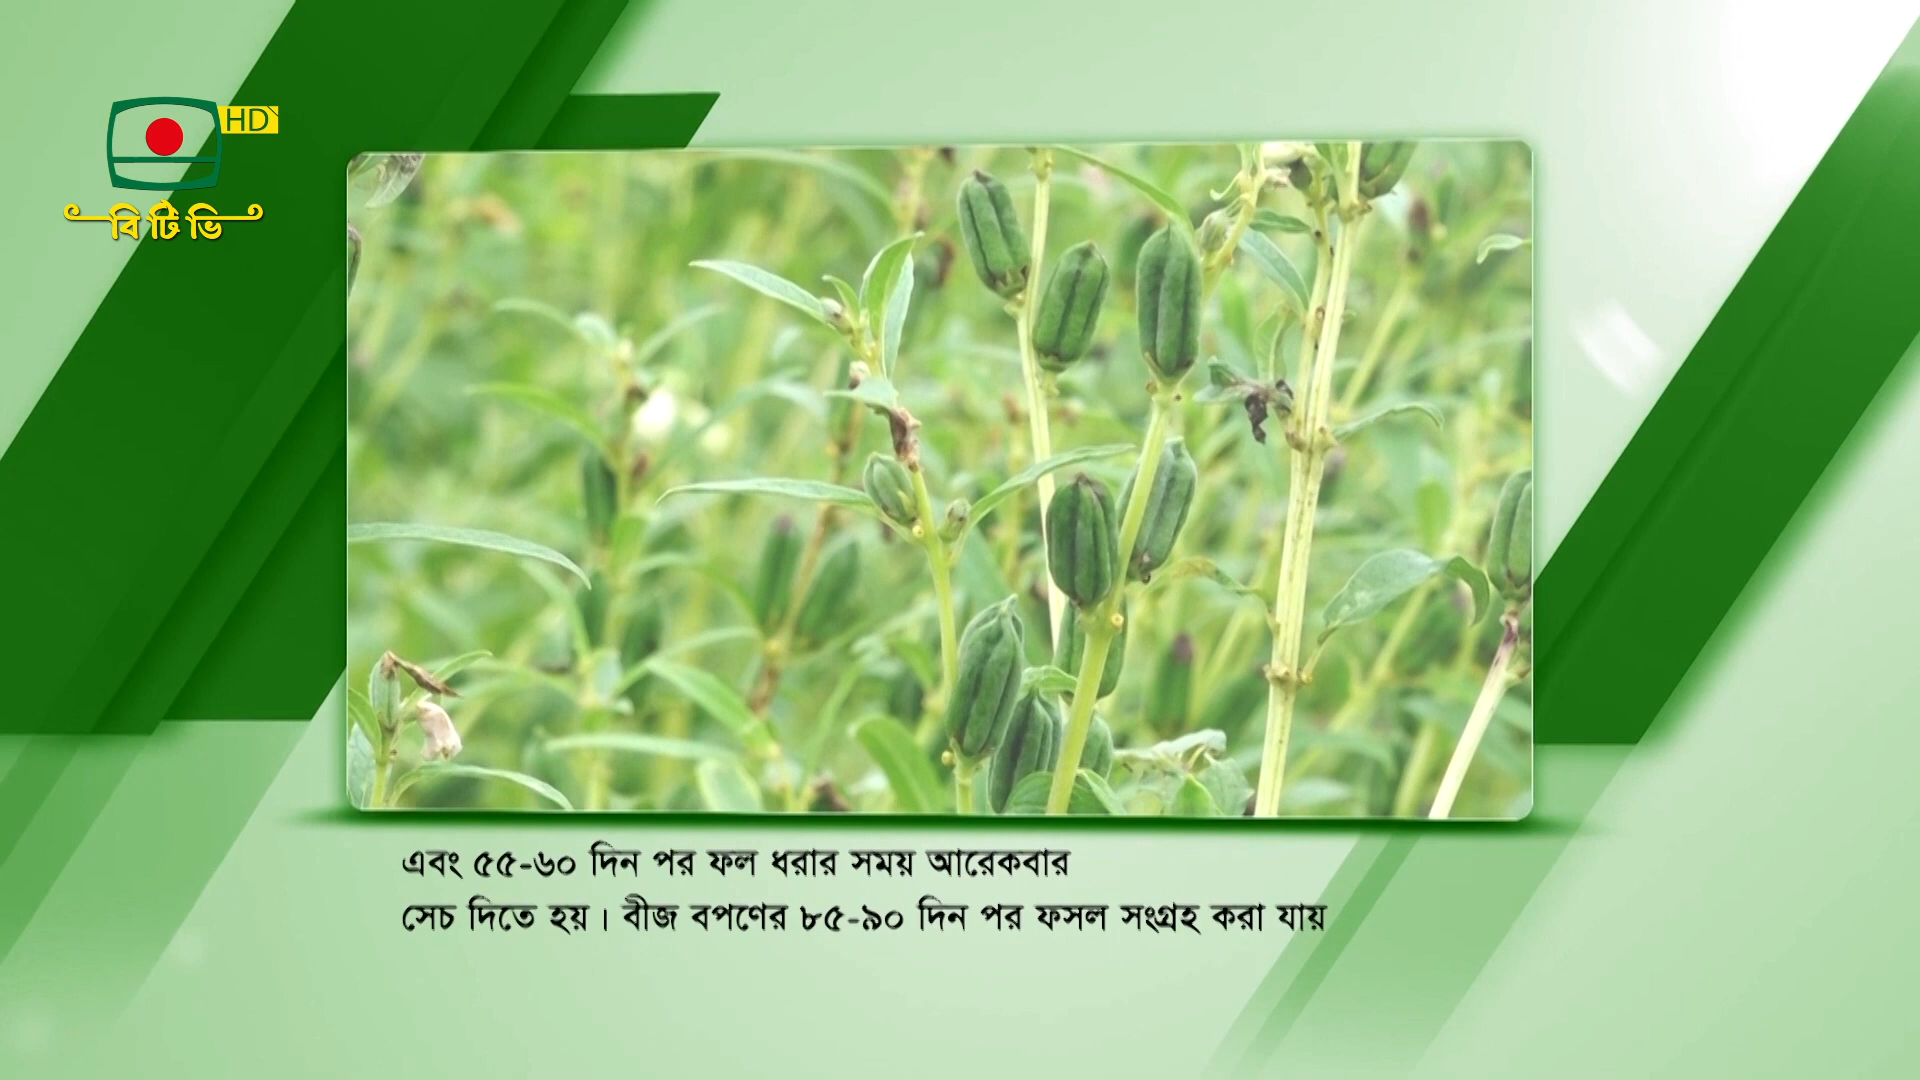 HD
বি টি ভি
এবং ৫৫-৬০ দিন পর ফল ধরার সময় আরেকবার
সেচ দিতে হয়। বীজ বপণের ৮৫-৯০ দিন পর ফসল সংগ্রহ করা যায়